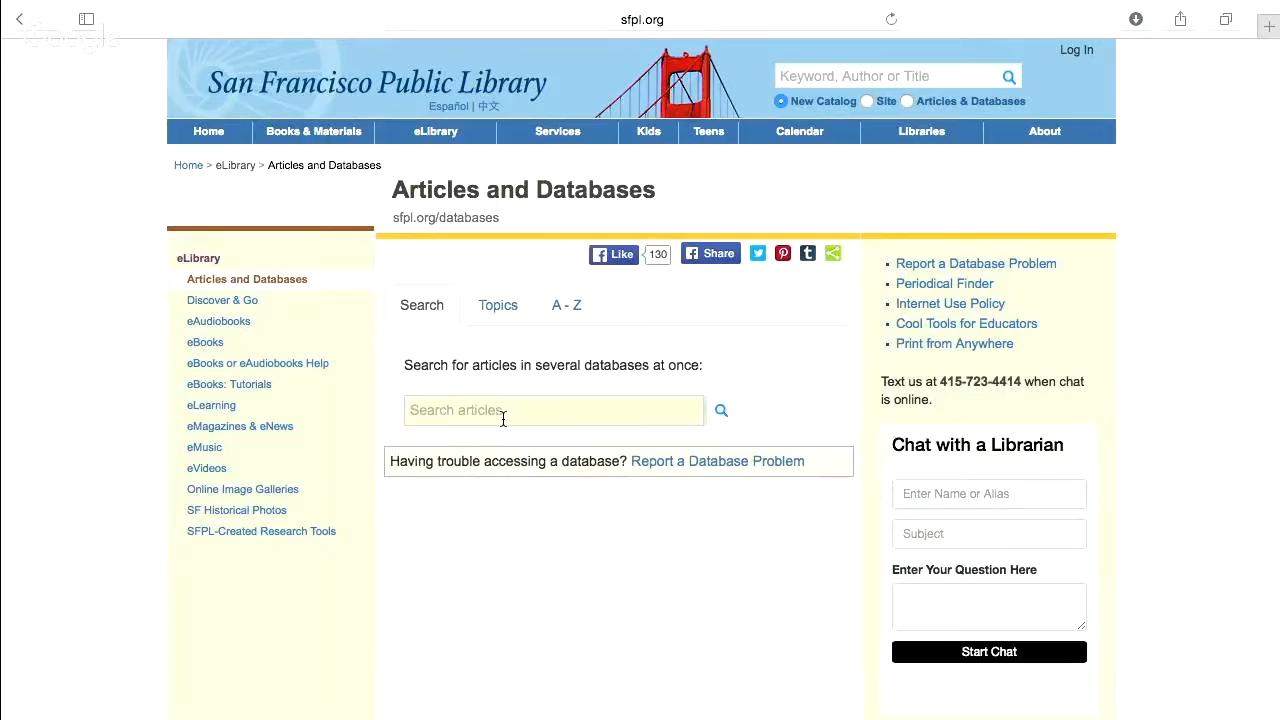 sfpl.org
Google
Log In
San Francisco Public Library
Español | 中文
Keyword, Author or Title
New Catalog Site Articles & Databases
Home Books & Materials eLibrary Services Kids Teens Calendar Libraries About
Home > eLibrary > Articles and Databases
Articles and Databases
sfpl.org/databases
eLibrary
Articles and Databases
Discover & Go
eAudiobooks
eBooks
eBooks or eAudiobooks Help
eBooks: Tutorials
eLearning
eMagazines & eNews
eMusic
eVideos
Online Image Galleries
SF Historical Photos
SFPL-Created Research Tools
Like 130 Share
Search Topics A - Z
Search for articles in several databases at once:
Search articles
Having trouble accessing a database? Report a Database Problem
Report a Database Problem
Periodical Finder
Internet Use Policy
Cool Tools for Educators
Print from Anywhere
Text us at 415-723-4414 when chat
is online.
Chat with a Librarian
Enter Name or Alias
Subject
Enter Your Question Here
Start Chat